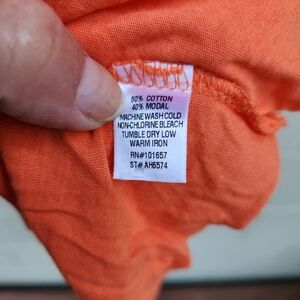 60% COTTON
40% MODAL
MACHINE WASH COLD
NON-CHLORINE BLEACH
TUMBLE DRY LOW
WARM IRON
RN#101657
ST# AH6574